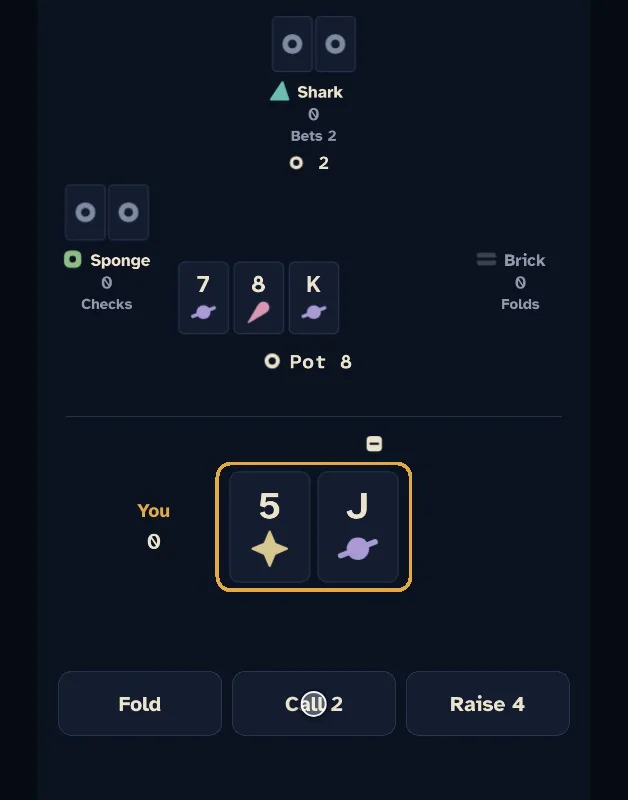 Shark
0
Bets 2
2
Sponge
0
Checks
Brick
0
Folds
7 8 K
Pot 8
You
0
5 J
Fold
Call 2
Raise 4